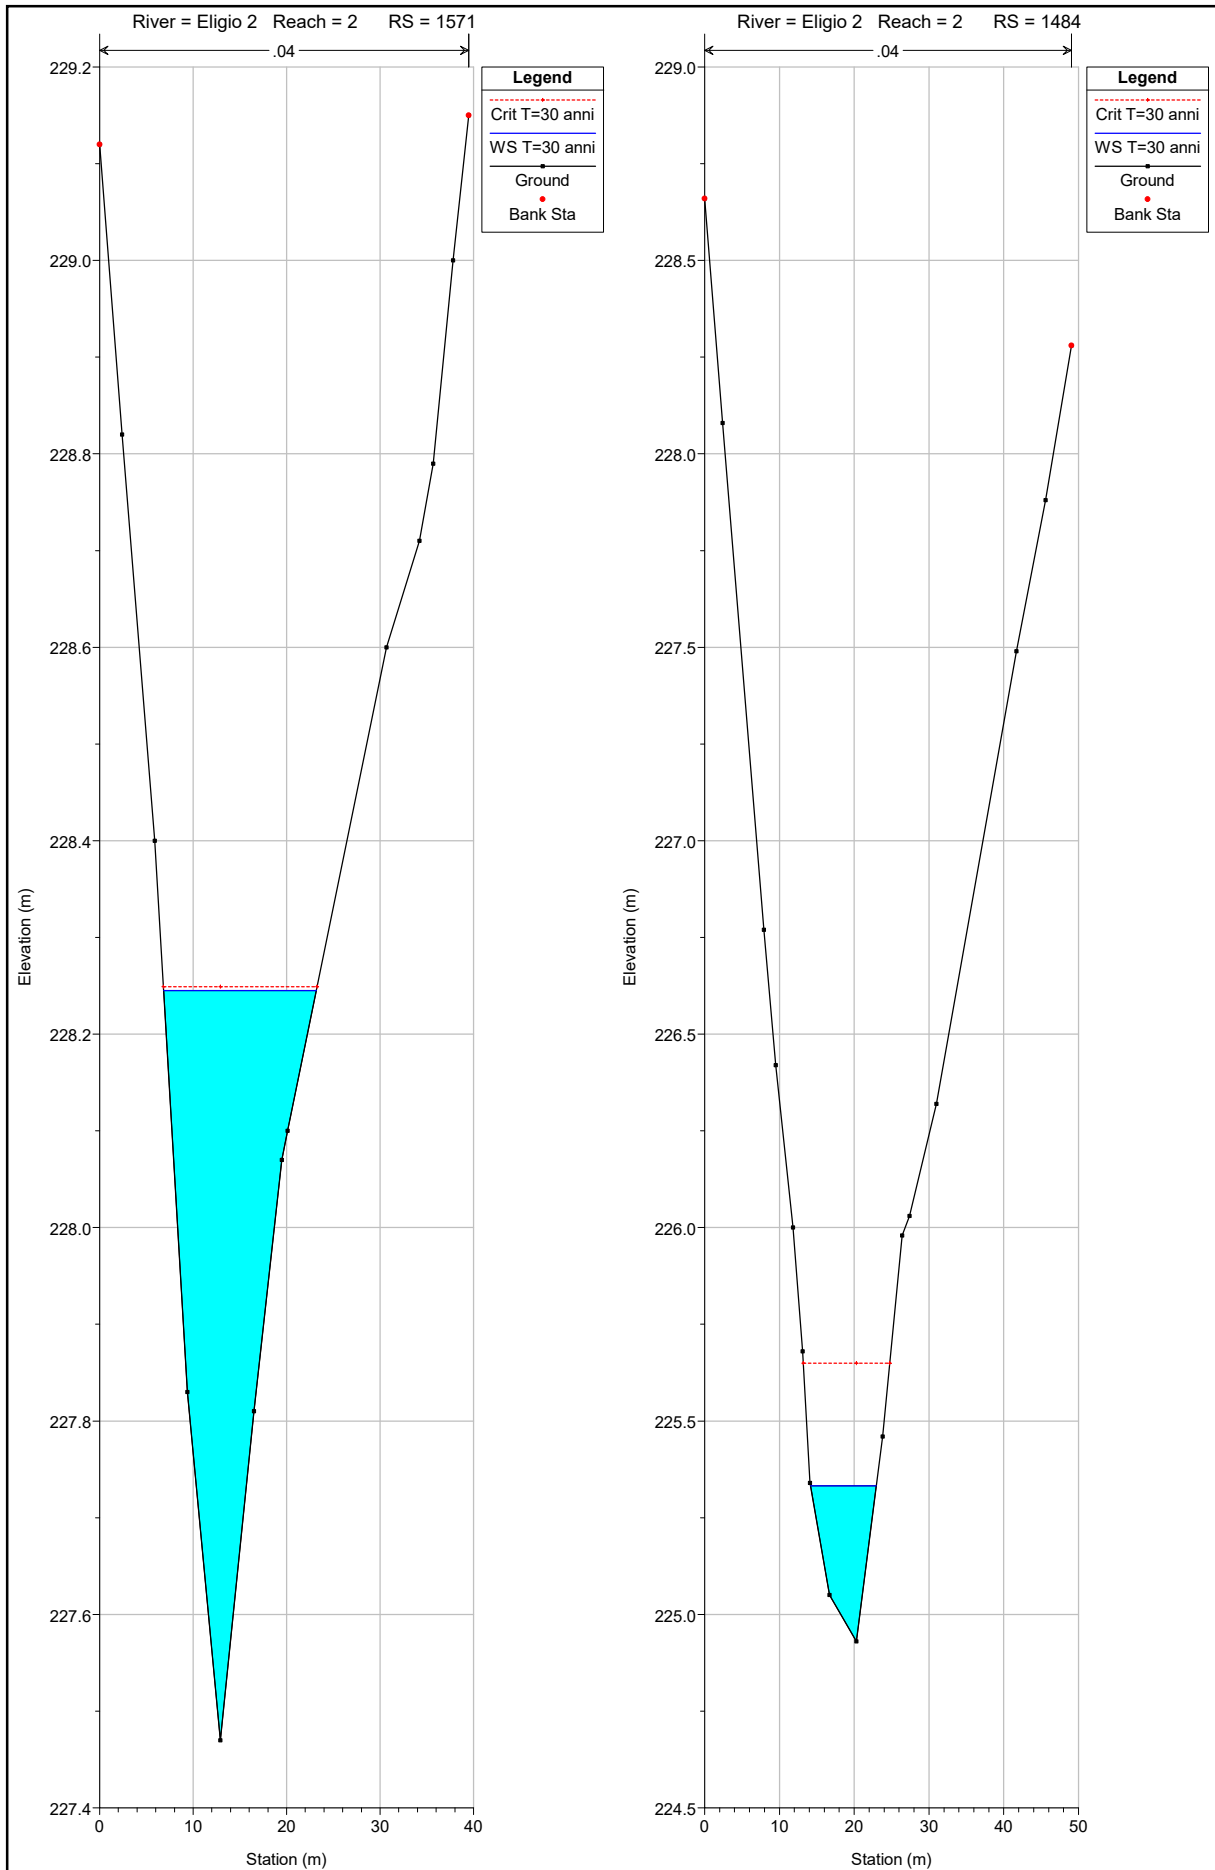 River = Eligio 2 Reach = 2 RS = 1571
.04
Legend
Crit T=30 anni
WS T=30 anni
Ground
Bank Sta
229.2
229.0
228.8
228.6
228.4
228.2
228.0
227.8
227.6
227.4
Elevation (m)
0 10 20 30 40
Station (m)
River = Eligio 2 Reach = 2 RS = 1484
.04
Legend
Crit T=30 anni
WS T=30 anni
Ground
Bank Sta
229.0
228.5
228.0
227.5
227.0
226.5
226.0
225.5
225.0
224.5
Elevation (m)
0 10 20 30 40 50
Station (m)